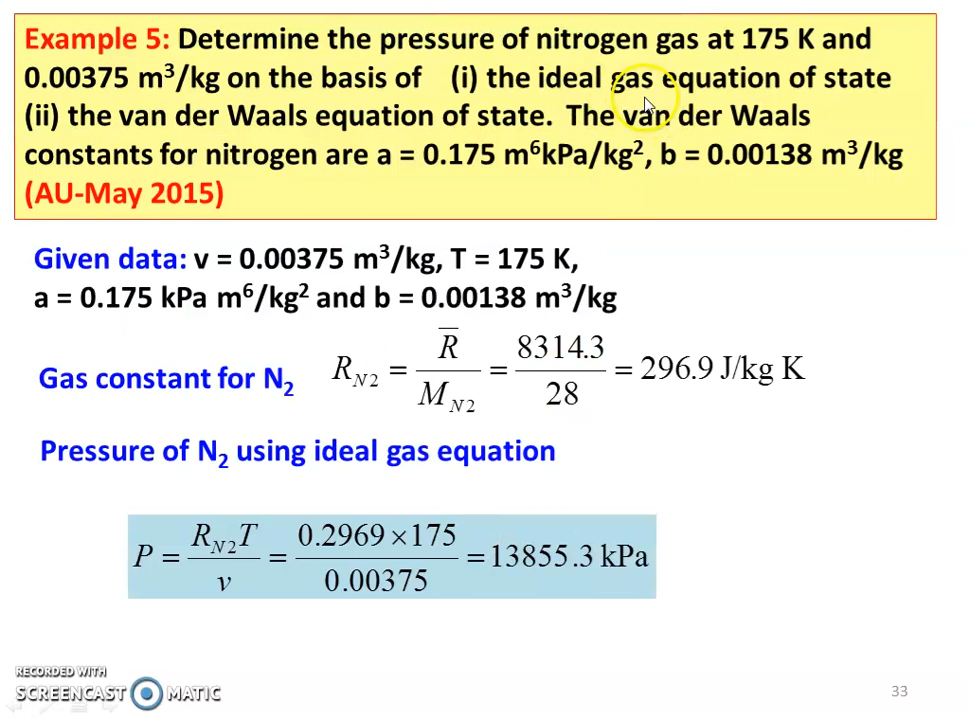 Example 5: Determine the pressure of nitrogen gas at 175 K and
0.00375 m³/kg on the basis of (i) the ideal gas equation of state
(ii) the van der Waals equation of state. The van der Waals
constants for nitrogen are a = 0.175 m⁶kPa/kg², b = 0.00138 m³/kg
(AU-May 2015)
Given data: v = 0.00375 m³/kg, T = 175 K,
a = 0.175 kPa m⁶/kg² and b = 0.00138 m³/kg
Gas constant for N₂ R_N2 = R̅ / M_N2 = 8314.3 / 28 = 296.9 J/kg K
Pressure of N₂ using ideal gas equation
P = R_N2 T / v = 0.2969 × 175 / 0.00375 = 13855.3 kPa
RECORDED WITH
SCREENCAST MATIC
33